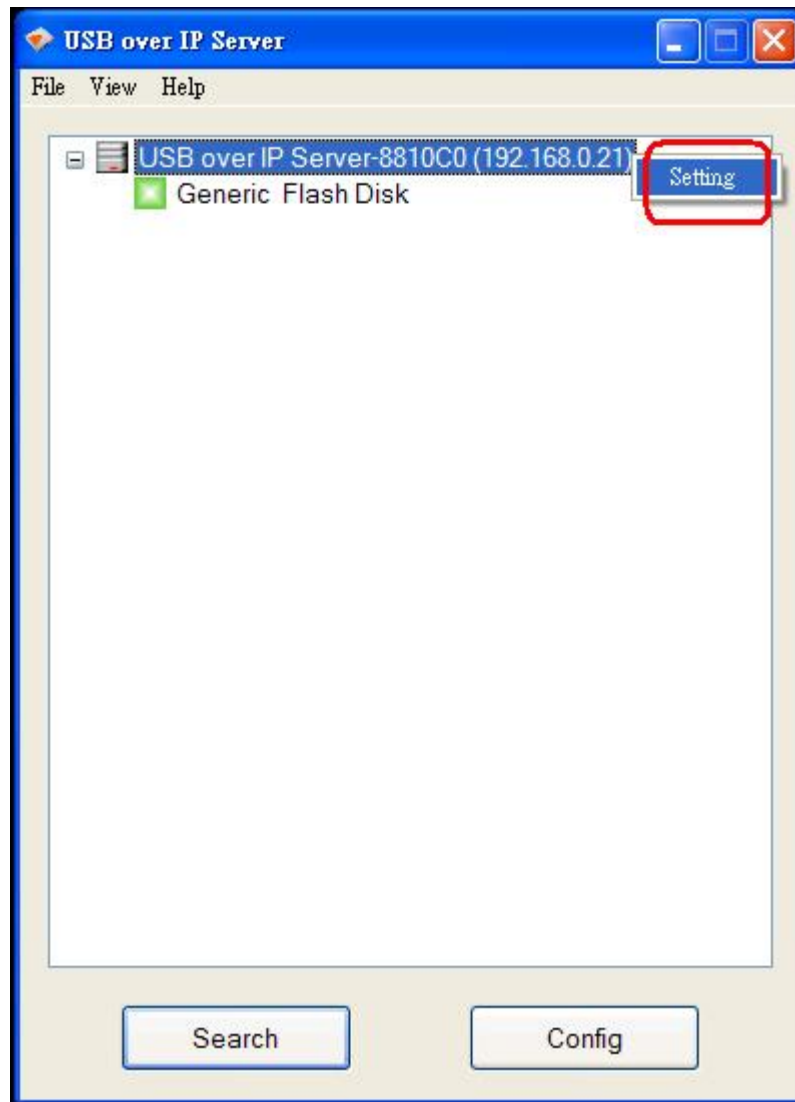 USB over IP Server
File View Help
USB over IP Server-8810C0 (192.168.0.21)
Setting
Generic Flash Disk
Search Config